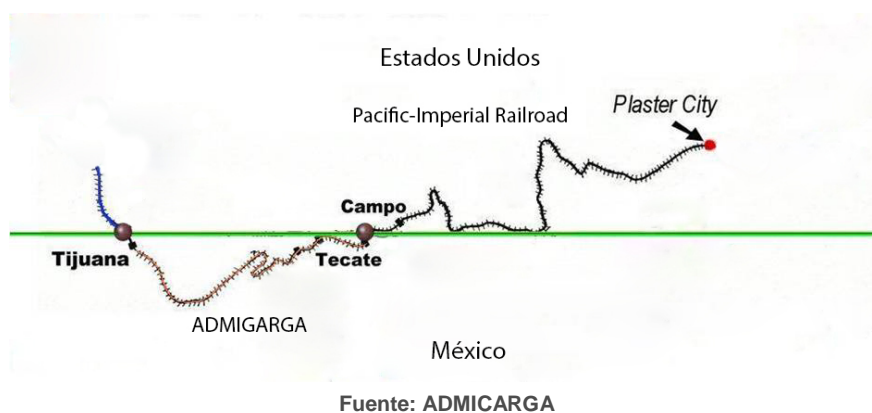 Estados Unidos
Pacific-Imperial Railroad
Plaster City
Campo
Tijuana
Tecate
ADMIGARGA
México
Fuente: ADMICARGA